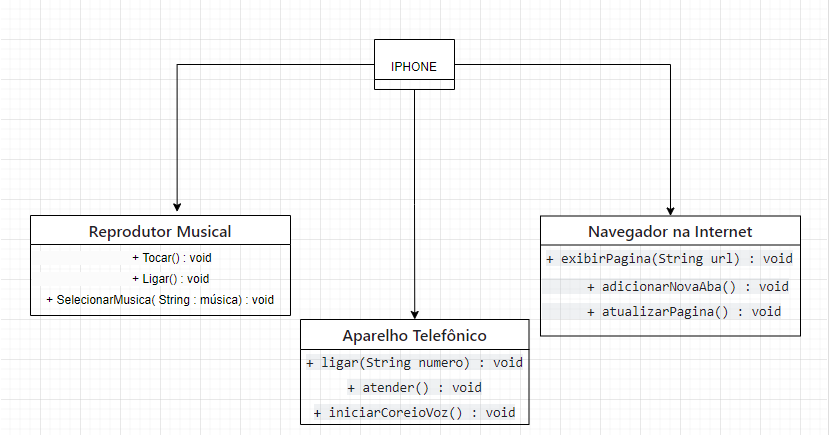 IPHONE
Reprodutor Musical
+ Tocar() : void
+ Ligar() : void
+ SelecionarMusica( String : música) : void
Navegador na Internet
+ exibirPagina(String url) : void
+ adicionarNovaAba() : void
+ atualizarPagina() : void
Aparelho Telefônico
+ ligar(String numero) : void
+ atender() : void
+ iniciarCoreioVoz() : void